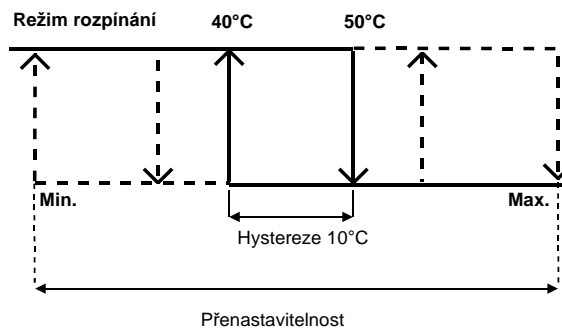 Režim rozpínání 40°C 50°C
Min. Max.
Hystereze 10°C
Přenastavitelnost